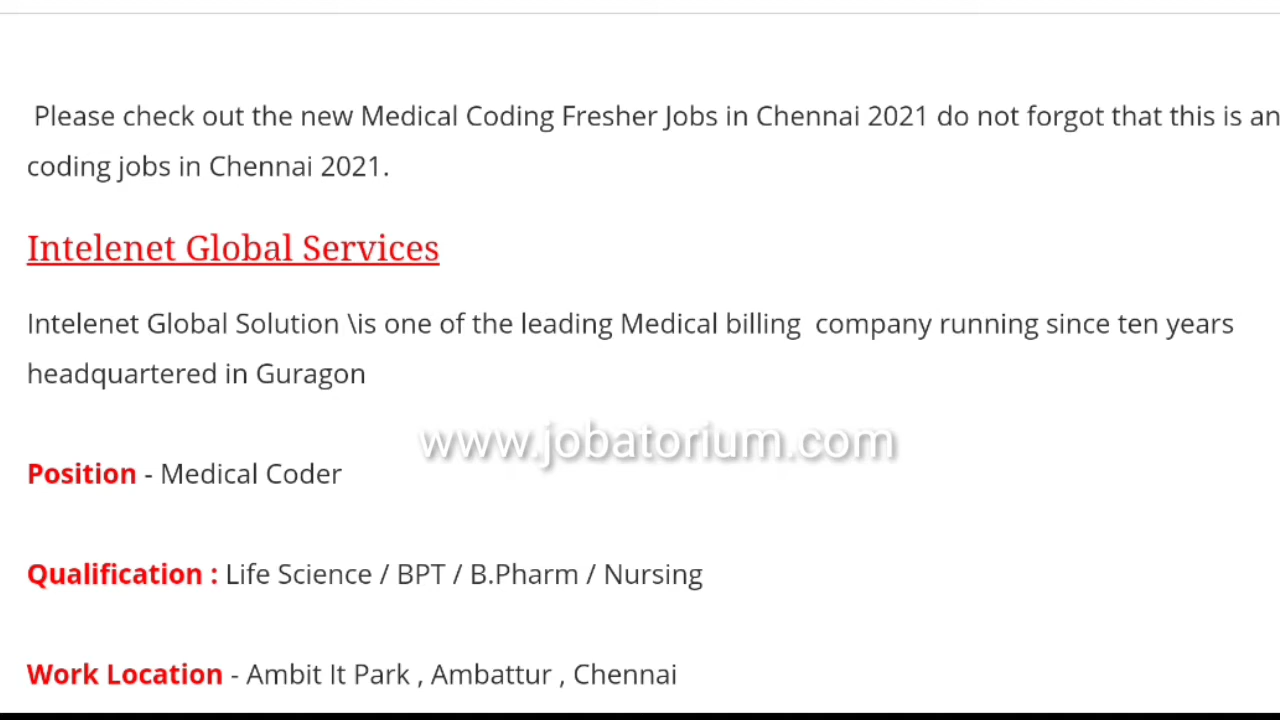 Please check out the new Medical Coding Fresher Jobs in Chennai 2021 do not forgot that this is an
coding jobs in Chennai 2021.
Intelenet Global Services
Intelenet Global Solution \is one of the leading Medical billing company running since ten years
headquartered in Guragon
www.jobatorium.com
Position - Medical Coder
Qualification : Life Science / BPT / B.Pharm / Nursing
Work Location - Ambit It Park , Ambattur , Chennai